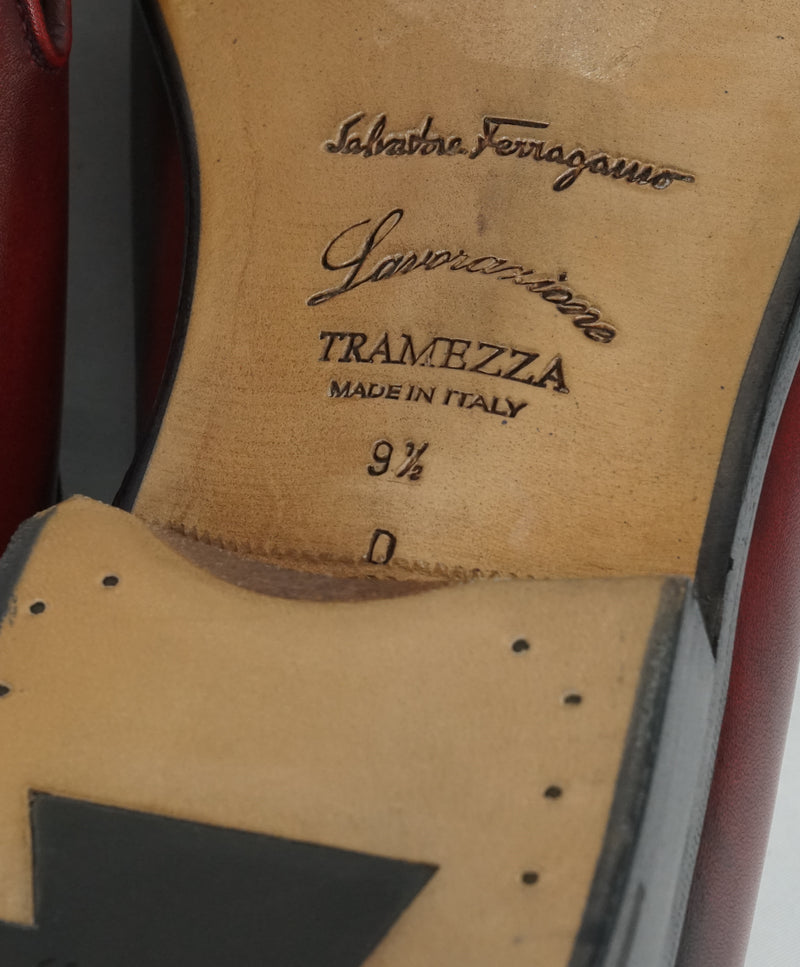 Salvatore Ferragamo
Lavorazione
TRAMEZZA
MADE IN ITALY
9½
D